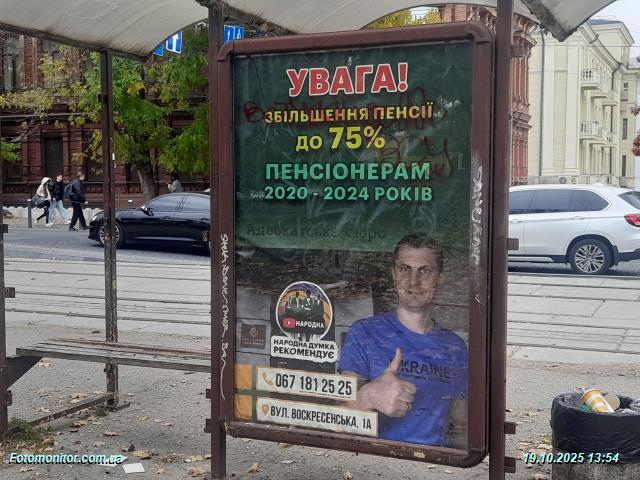 УВАГА!
ЗБІЛЬШЕННЯ ПЕНСІЇ
ДО 75%
ПЕНСІОНЕРАМ
2020 - 2024 РОКІВ
Адвокатське бюро
НАРОДНА
НАРОДНА ДУМКА
РЕКОМЕНДУЄ
UKRAINE
067 181 25 25
ВУЛ. ВОСКРЕСЕНСЬКА, 1А
Fotomonitor.com.ua
19.10.2025 13:54